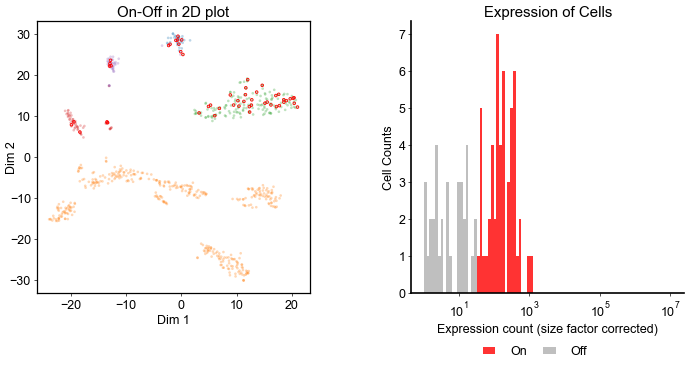 On-Off in 2D plot
Dim 2
30
20
10
0
−10
−20
−30
−20 −10 0 10 20
Dim 1
Expression of Cells
Cell Counts
7
6
5
4
3
2
1
0
10^1 10^3 10^5 10^7
Expression count (size factor corrected)
On Off